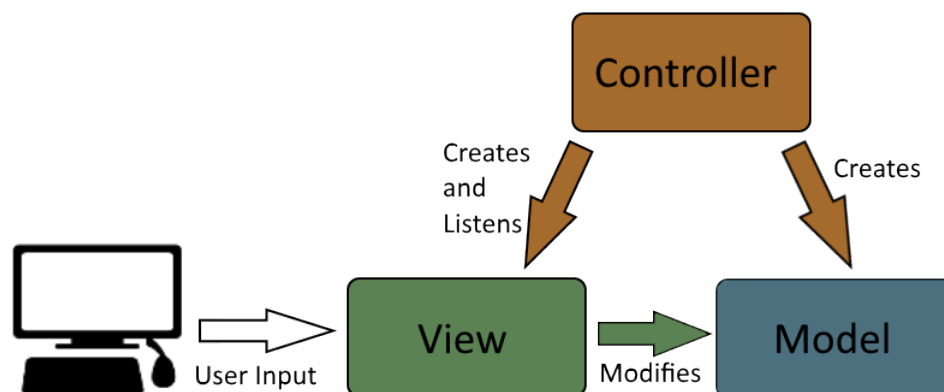 Controller
Creates
and
Listens
Creates
View
Model
User Input
Modifies